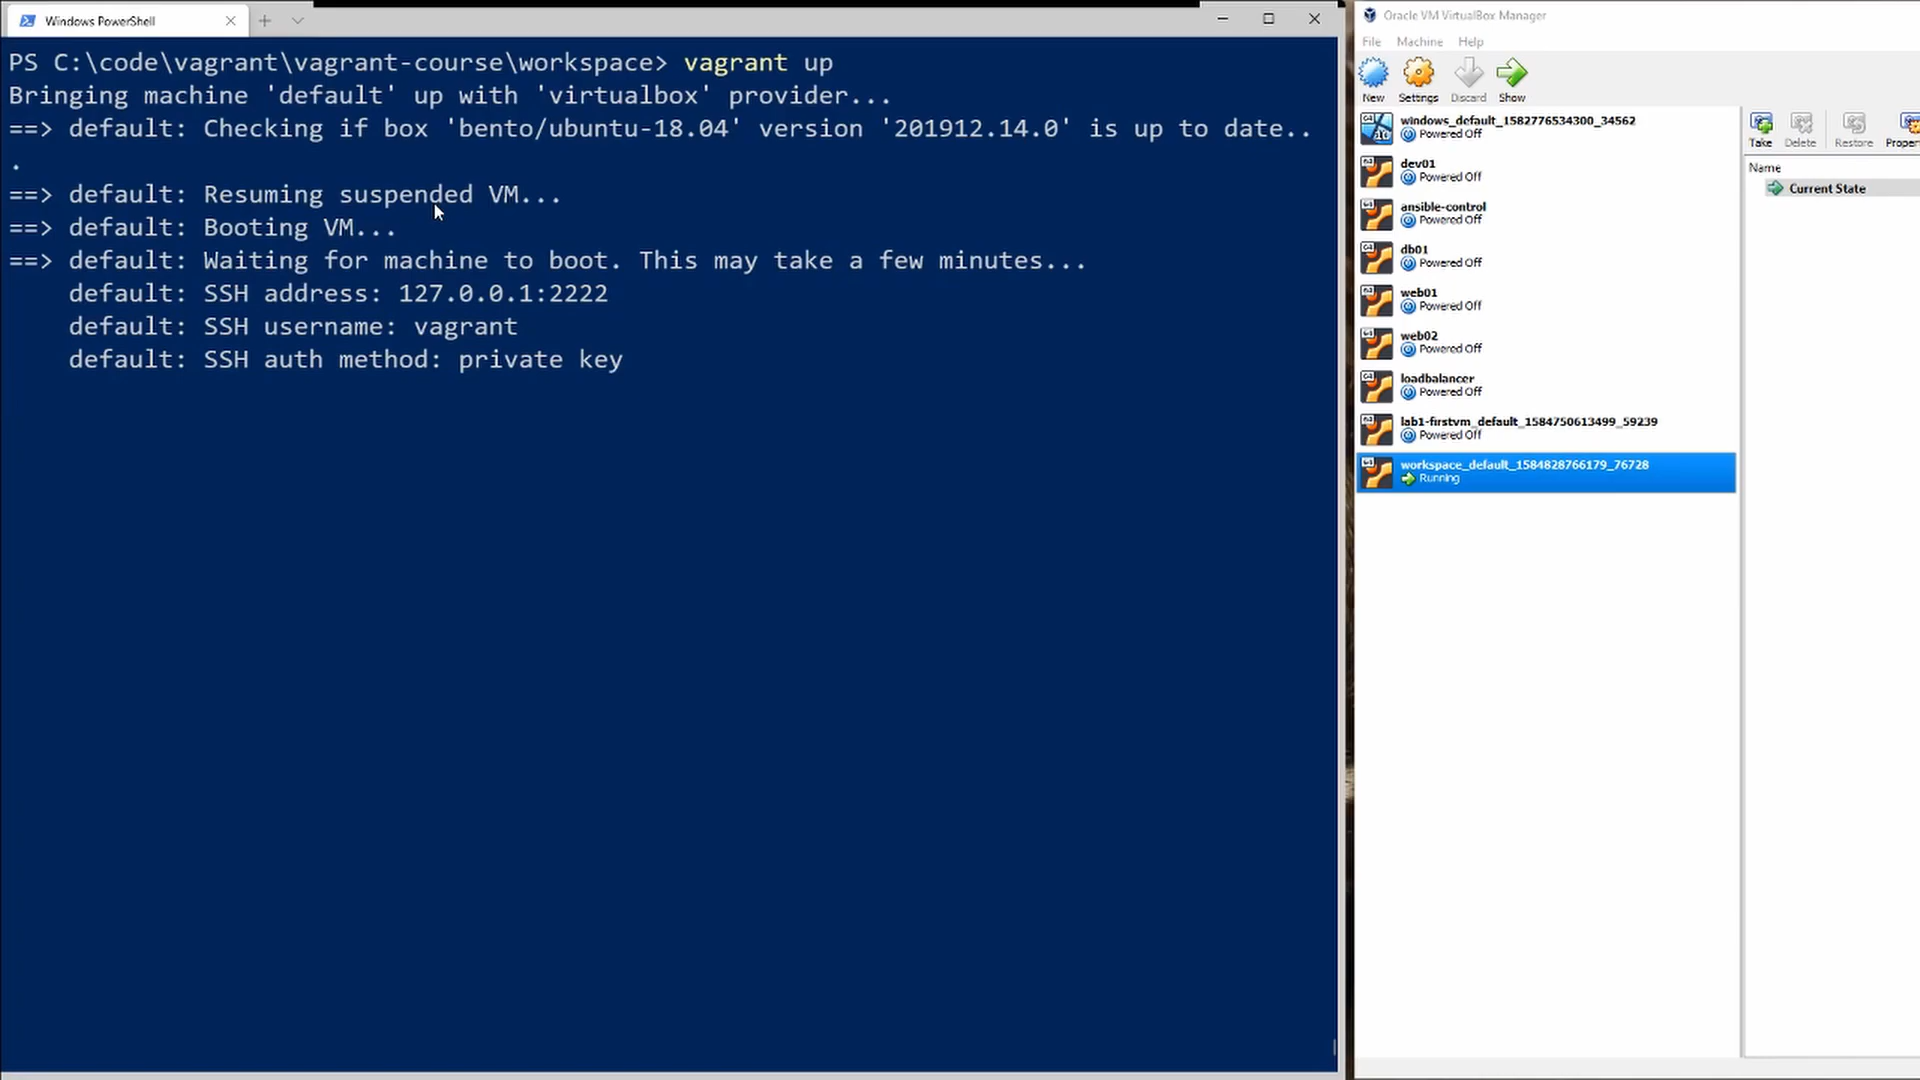 Windows PowerShell
PS C:\code\vagrant\vagrant-course\workspace> vagrant up
Bringing machine 'default' up with 'virtualbox' provider...
==> default: Checking if box 'bento/ubuntu-18.04' version '201912.14.0' is up to date..
.
==> default: Resuming suspended VM...
==> default: Booting VM...
==> default: Waiting for machine to boot. This may take a few minutes...
default: SSH address: 127.0.0.1:2222
default: SSH username: vagrant
default: SSH auth method: private key
Oracle VM VirtualBox Manager
File Machine Help
New Settings Discard Show
windows_default_1582776534300_34562
Powered Off
dev01
Powered Off
ansible-control
Powered Off
db01
Powered Off
web01
Powered Off
web02
Powered Off
loadbalancer
Powered Off
lab1-firstvm_default_1584750613499_59239
Powered Off
workspace_default_1584828766179_76728
Running
Take Delete Restore Propert
Name
Current State